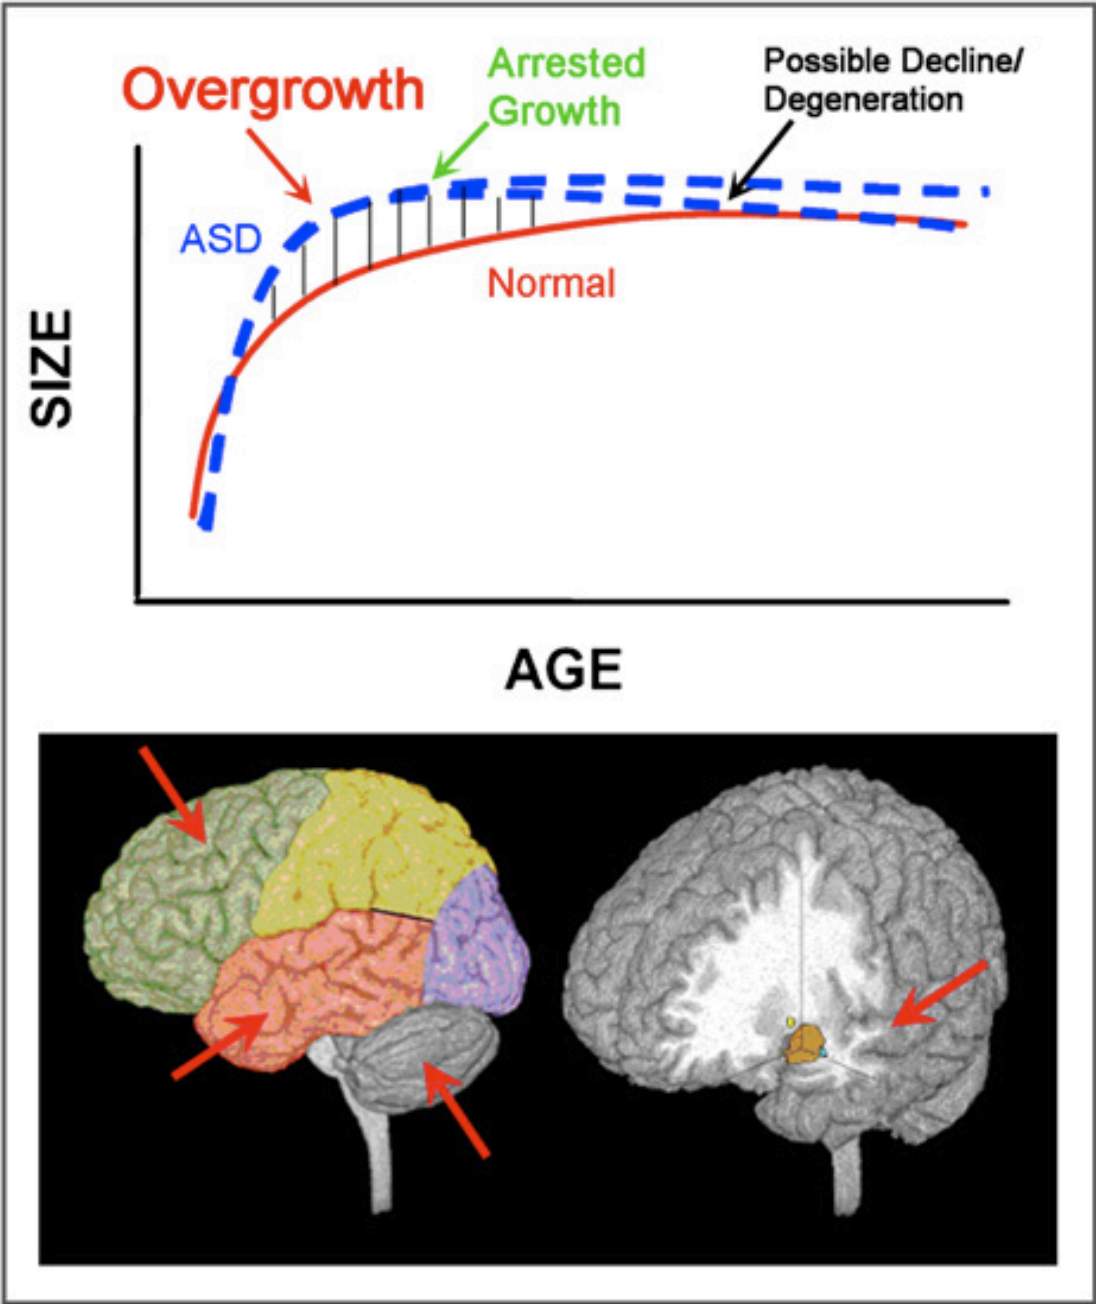 Overgrowth
Arrested
Growth
Possible Decline/
Degeneration
ASD
Normal
SIZE
AGE